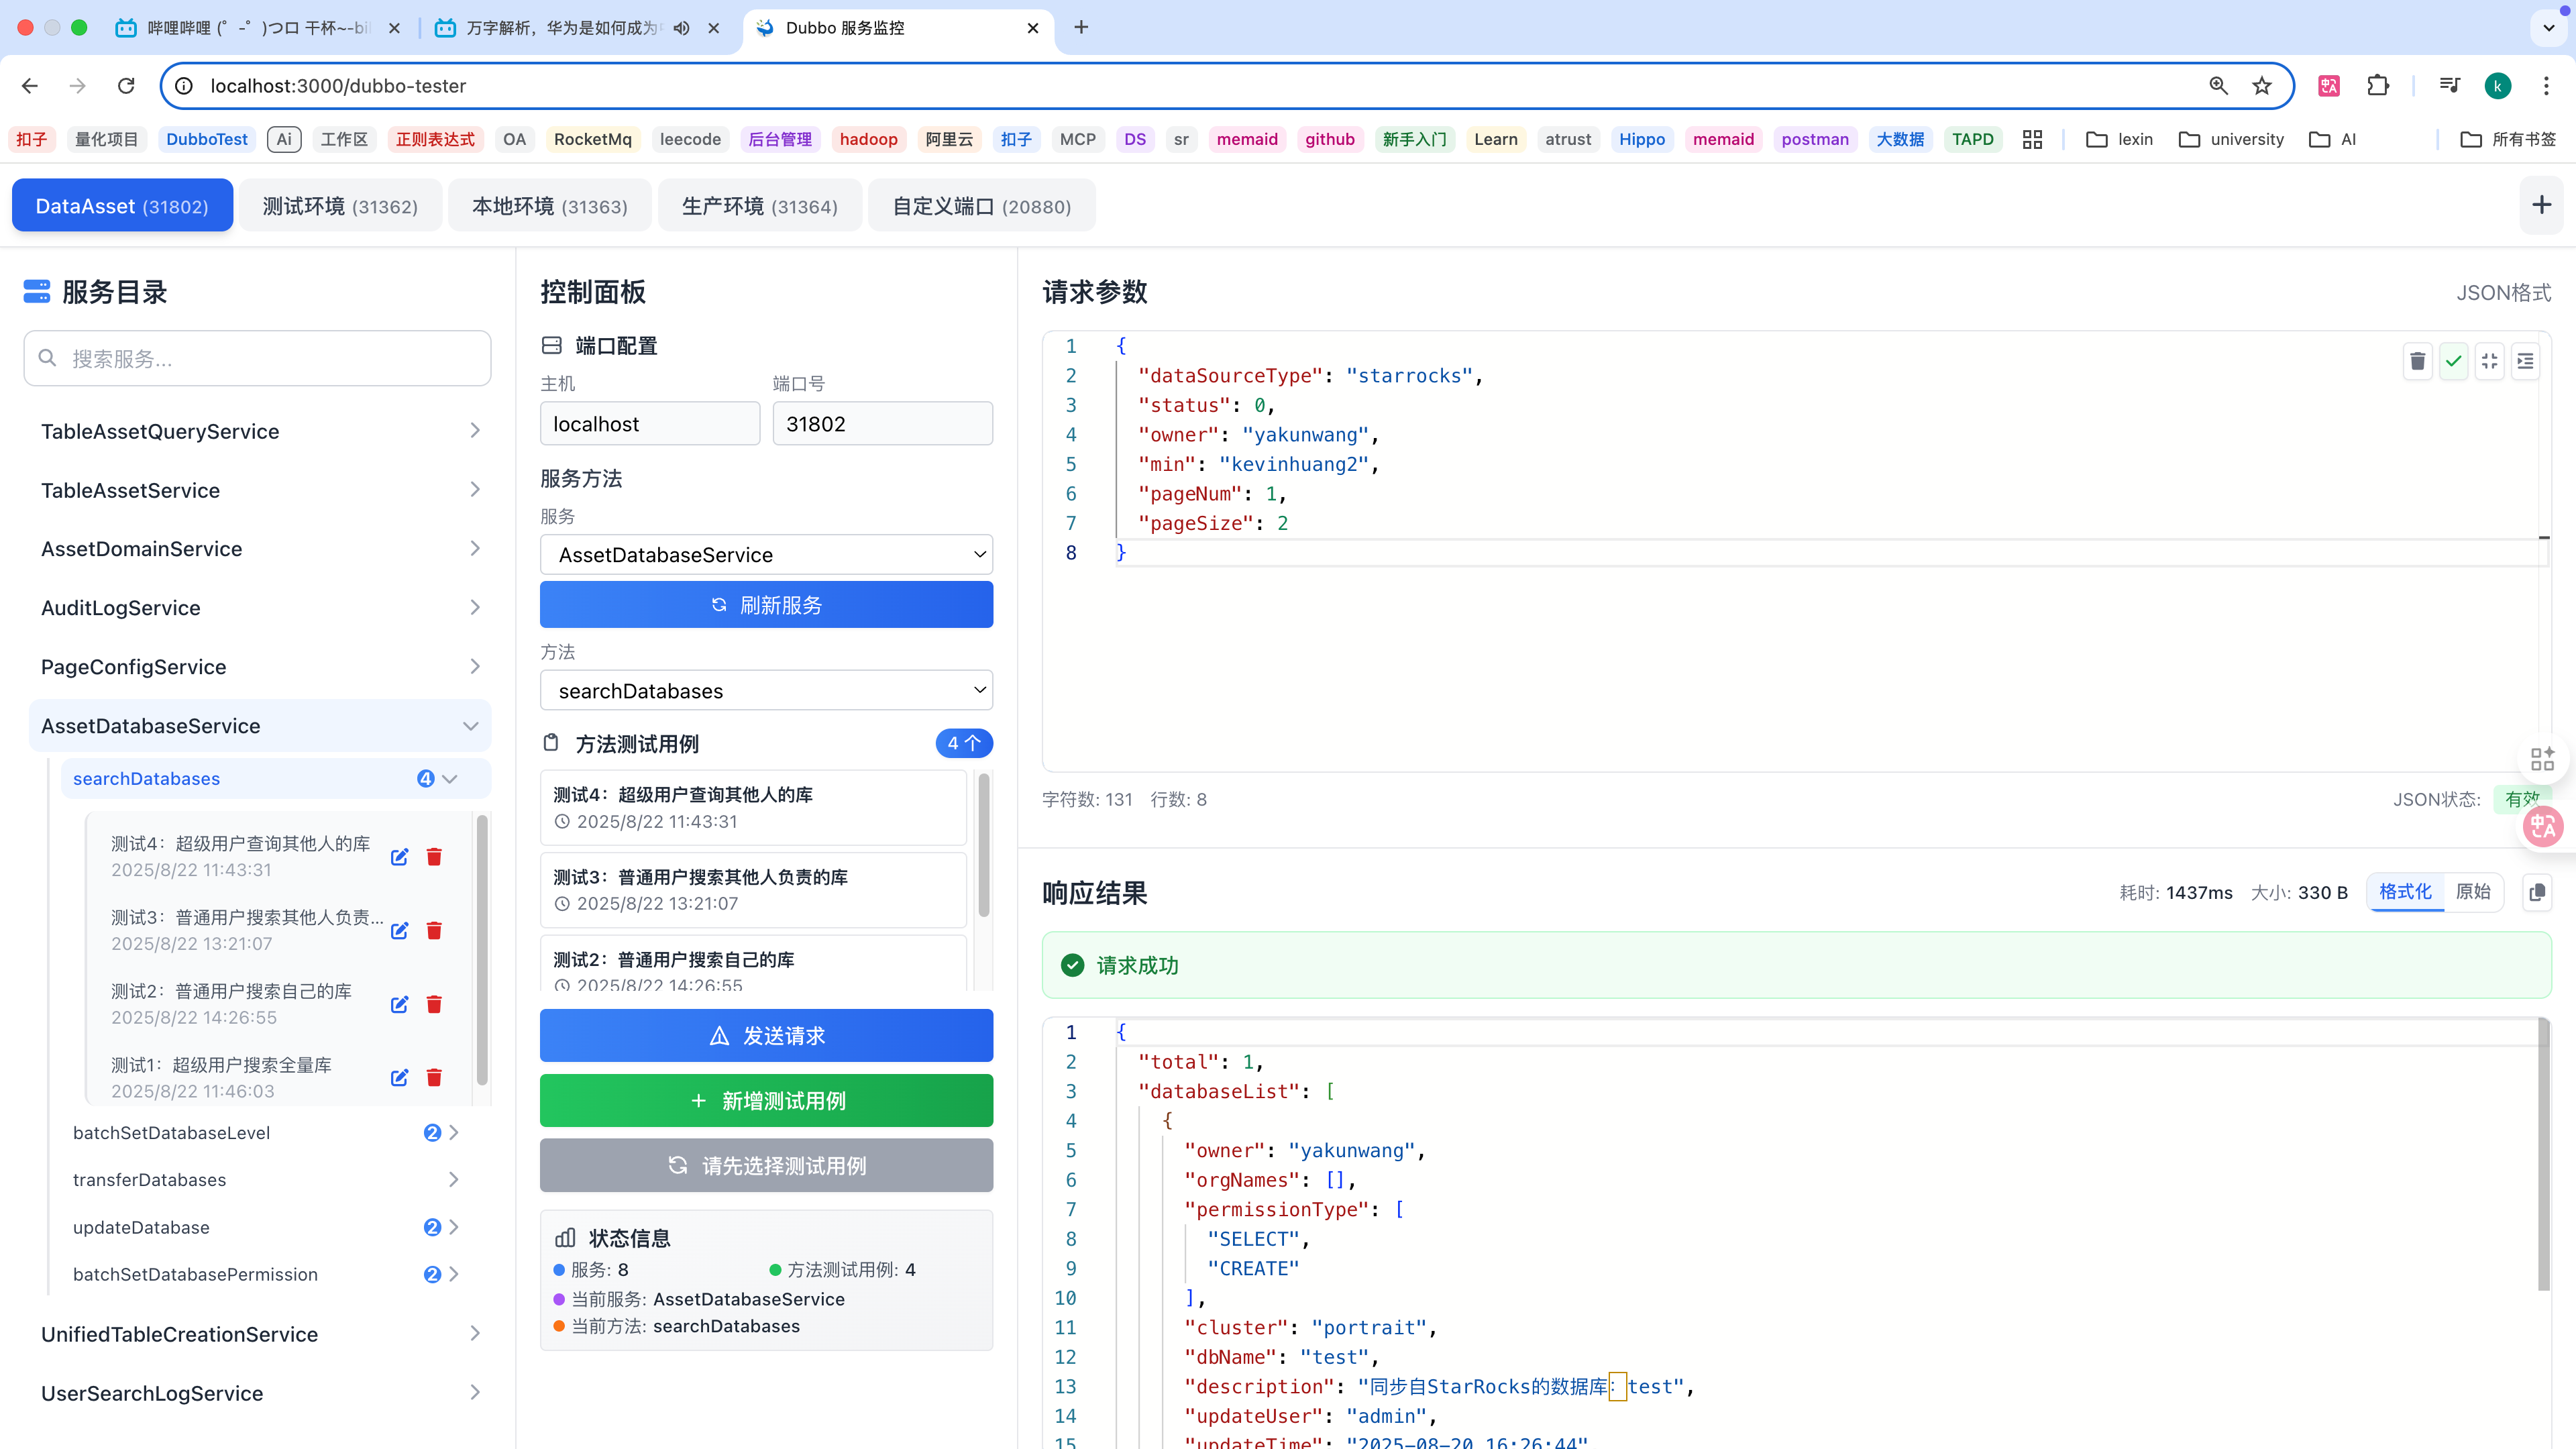 哔哩哔哩 (゜-゜)つロ 干杯~-bil
万字解析，华为是如何成为
Dubbo 服务监控
localhost:3000/dubbo-tester
k
扣子
量化项目
DubboTest
Ai
工作区
正则表达式
OA
RocketMq
leecode
后台管理
hadoop
阿里云
扣子
MCP
DS
sr
memaid
github
新手入门
Learn
atrust
Hippo
memaid
postman
大数据
TAPD
lexin
university
AI
所有书签
DataAsset (31802)
测试环境 (31362)
本地环境 (31363)
生产环境 (31364)
自定义端口 (20880)
服务目录
搜索服务...
TableAssetQueryService
TableAssetService
AssetDomainService
AuditLogService
PageConfigService
AssetDatabaseService
searchDatabases 4
测试4：超级用户查询其他人的库
2025/8/22 11:43:31
测试3：普通用户搜索其他人负责...
2025/8/22 13:21:07
测试2：普通用户搜索自己的库
2025/8/22 14:26:55
测试1：超级用户搜索全量库
2025/8/22 11:46:03
batchSetDatabaseLevel 2
transferDatabases
updateDatabase 2
batchSetDatabasePermission 2
UnifiedTableCreationService
UserSearchLogService
控制面板
端口配置
主机 端口号
localhost 31802
服务方法
服务
AssetDatabaseService
刷新服务
方法
searchDatabases
方法测试用例 4 个
测试4：超级用户查询其他人的库
2025/8/22 11:43:31
测试3：普通用户搜索其他人负责的库
2025/8/22 13:21:07
测试2：普通用户搜索自己的库
2025/8/22 14:26:55
发送请求
新增测试用例
请先选择测试用例
状态信息
服务: 8 方法测试用例: 4
当前服务: AssetDatabaseService
当前方法: searchDatabases
请求参数 JSON格式
1 {
2 "dataSourceType": "starrocks",
3 "status": 0,
4 "owner": "yakunwang",
5 "min": "kevinhuang2",
6 "pageNum": 1,
7 "pageSize": 2
8 }
字符数: 131 行数: 8 JSON状态: 有效
响应结果 耗时: 1437ms 大小: 330 B 格式化 原始
请求成功
1 {
2 "total": 1,
3 "databaseList": [
4 {
5 "owner": "yakunwang",
6 "orgNames": [],
7 "permissionType": [
8 "SELECT",
9 "CREATE"
10 ],
11 "cluster": "portrait",
12 "dbName": "test",
13 "description": "同步自StarRocks的数据库：test",
14 "updateUser": "admin",
15 "updateTime": "2025-08-20 16:26:44"